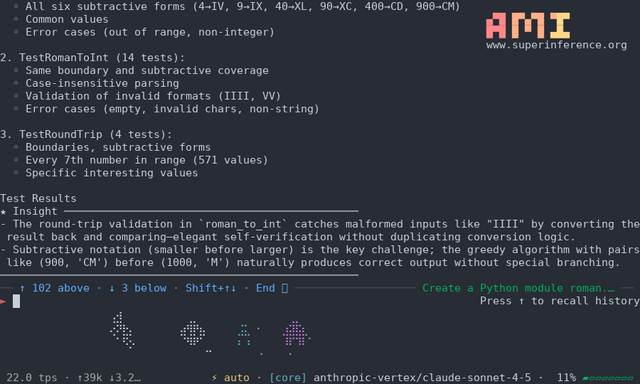 ◦ All six subtractive forms (4→IV, 9→IX, 40→XL, 90→XC, 400→CD, 900→CM)
◦ Common values
◦ Error cases (out of range, non-integer)
AMI
www.superinference.org
2. TestRomanToInt (14 tests):
◦ Same boundary and subtractive coverage
◦ Case-insensitive parsing
◦ Validation of invalid formats (IIII, VV)
◦ Error cases (empty, invalid chars, non-string)
3. TestRoundTrip (4 tests):
◦ Boundaries, subtractive forms
◦ Every 7th number in range (571 values)
◦ Specific interesting values
Test Results
★ Insight
- The round-trip validation in `roman_to_int` catches malformed inputs like "IIII" by converting the
result back and comparing—elegant self-verification without duplicating conversion logic.
- Subtractive notation (smaller before larger) is the key challenge; the greedy algorithm with pairs
like (900, 'CM') before (1000, 'M') naturally produces correct output without special branching.
↑ 102 above · ↓ 3 below · Shift+↑↓ · End Create a Python module roman.…
Press ↑ to recall history
22.0 tps · ↑39k ↓3.2… ⚡ auto · [core] anthropic-vertex/claude-sonnet-4-5 · 11%